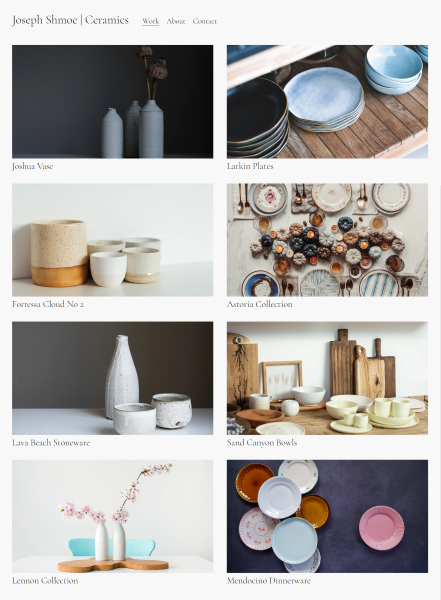 Joseph Shmoe | Ceramics Work About Contact
Joshua Vase
Larkin Plates
Fortessa Cloud No 2
Astoria Collection
Lava Beach Stoneware
Sand Canyon Bowls
Lennon Collection
Mendocino Dinnerware